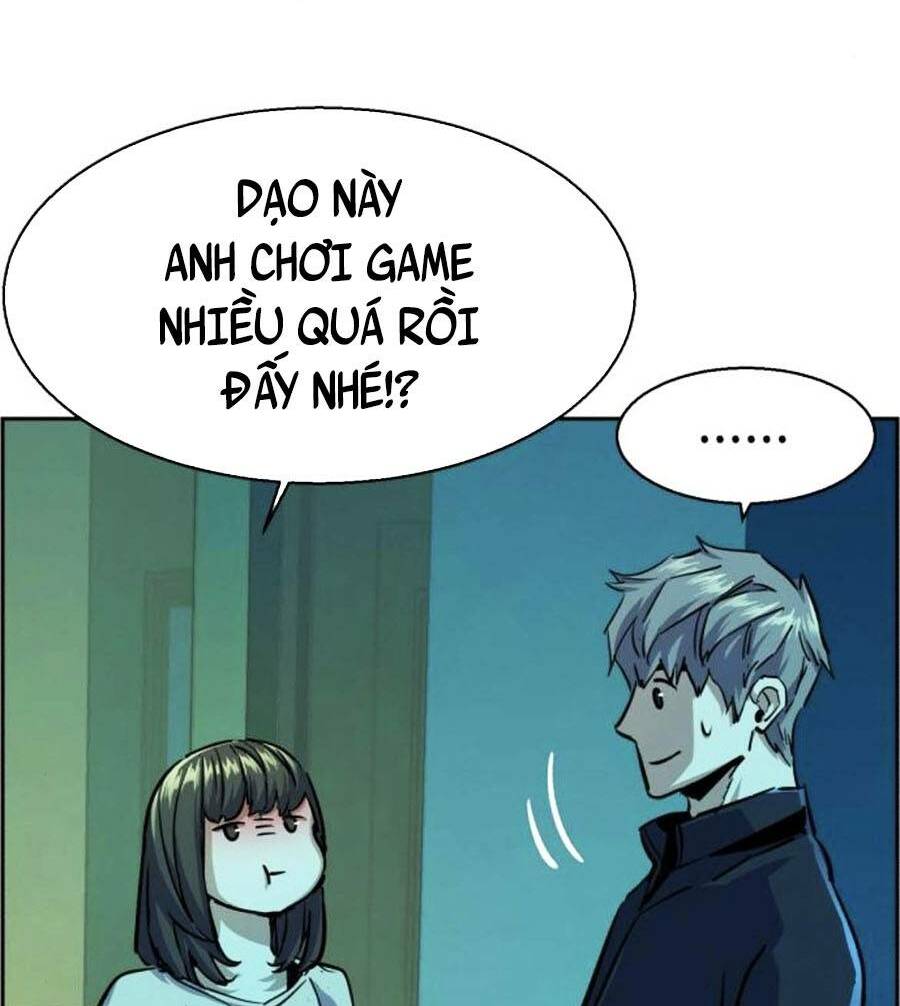 DẠO NÀY
ANH CHƠI GAME
NHIỀU QUÁ RỒI
ĐẤY NHÉ!?
......